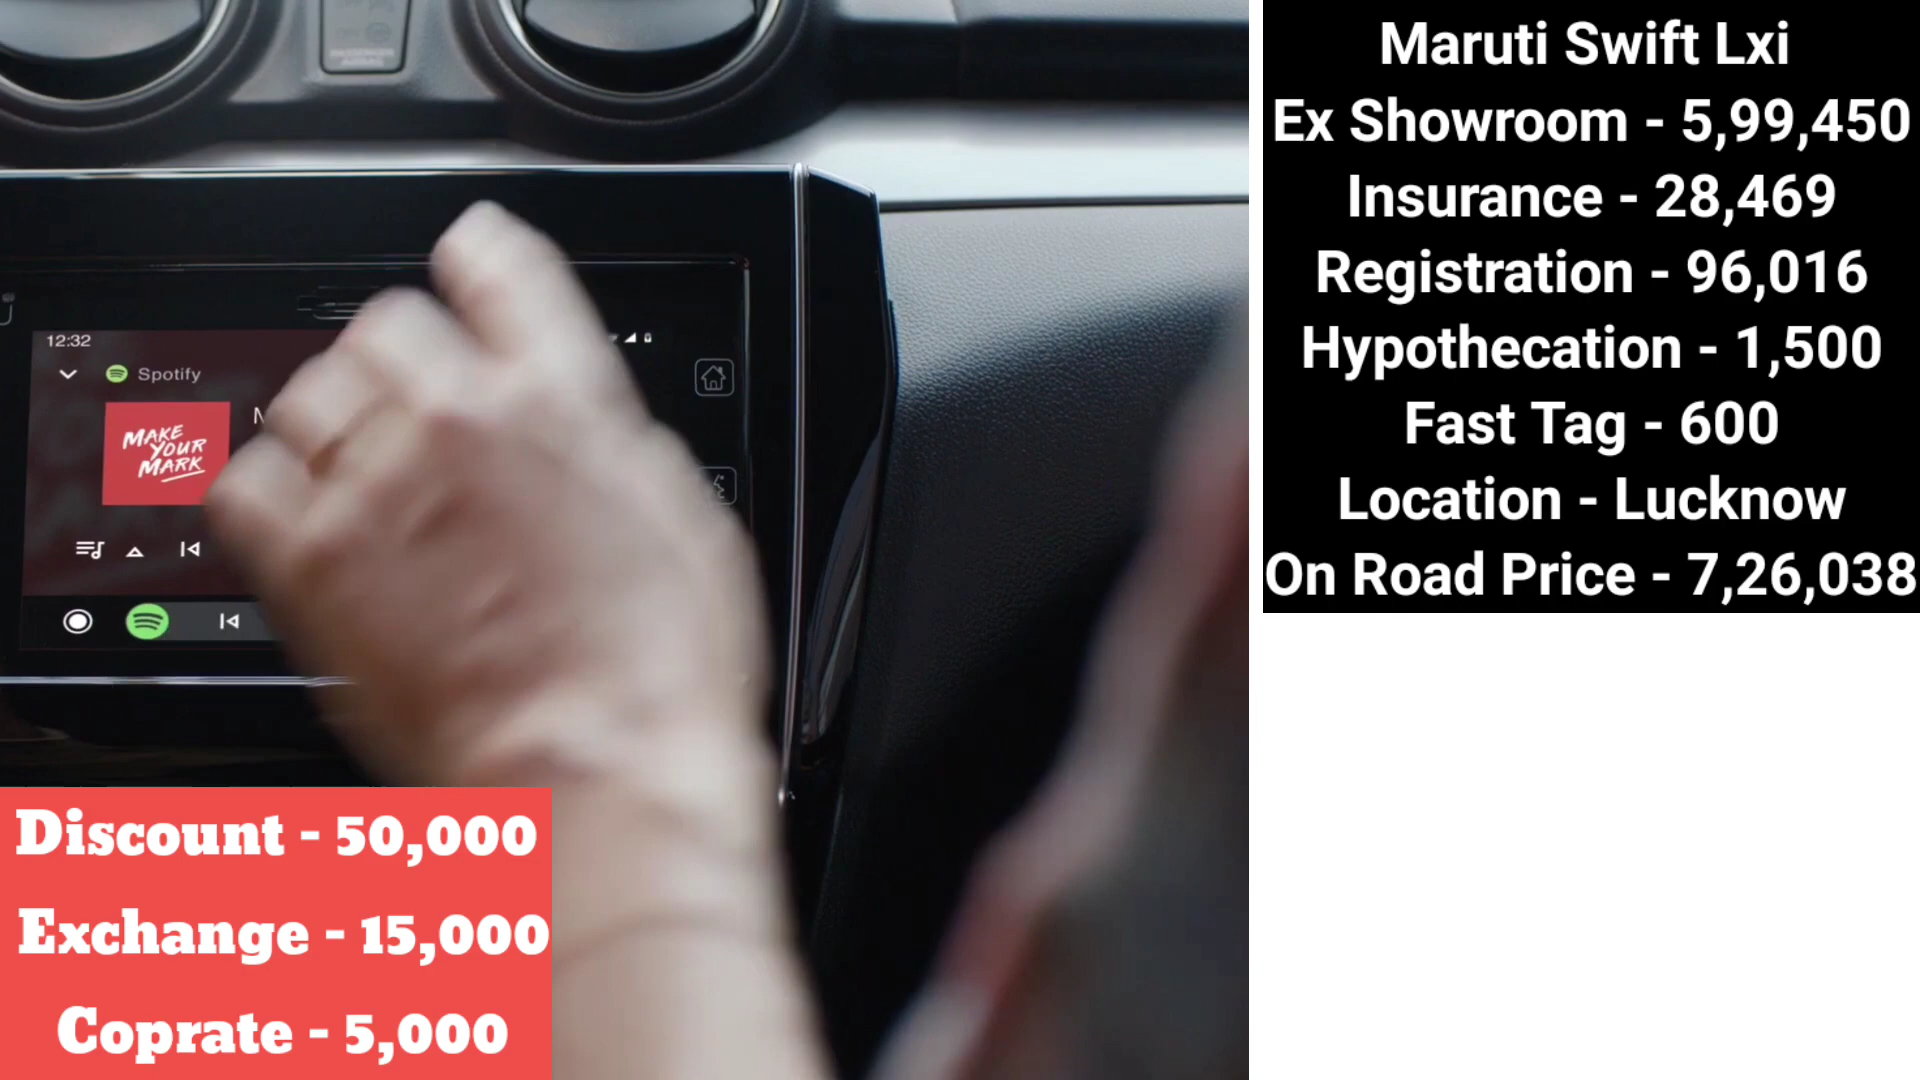 Maruti Swift Lxi
Ex Showroom - 5,99,450
Insurance - 28,469
Registration - 96,016
Hypothecation - 1,500
Fast Tag - 600
Location - Lucknow
On Road Price - 7,26,038
PASSENGER
AIRBAG
12:32
Spotify
MAKE
YOUR
MARK
Discount - 50,000
Exchange - 15,000
Coprate - 5,000